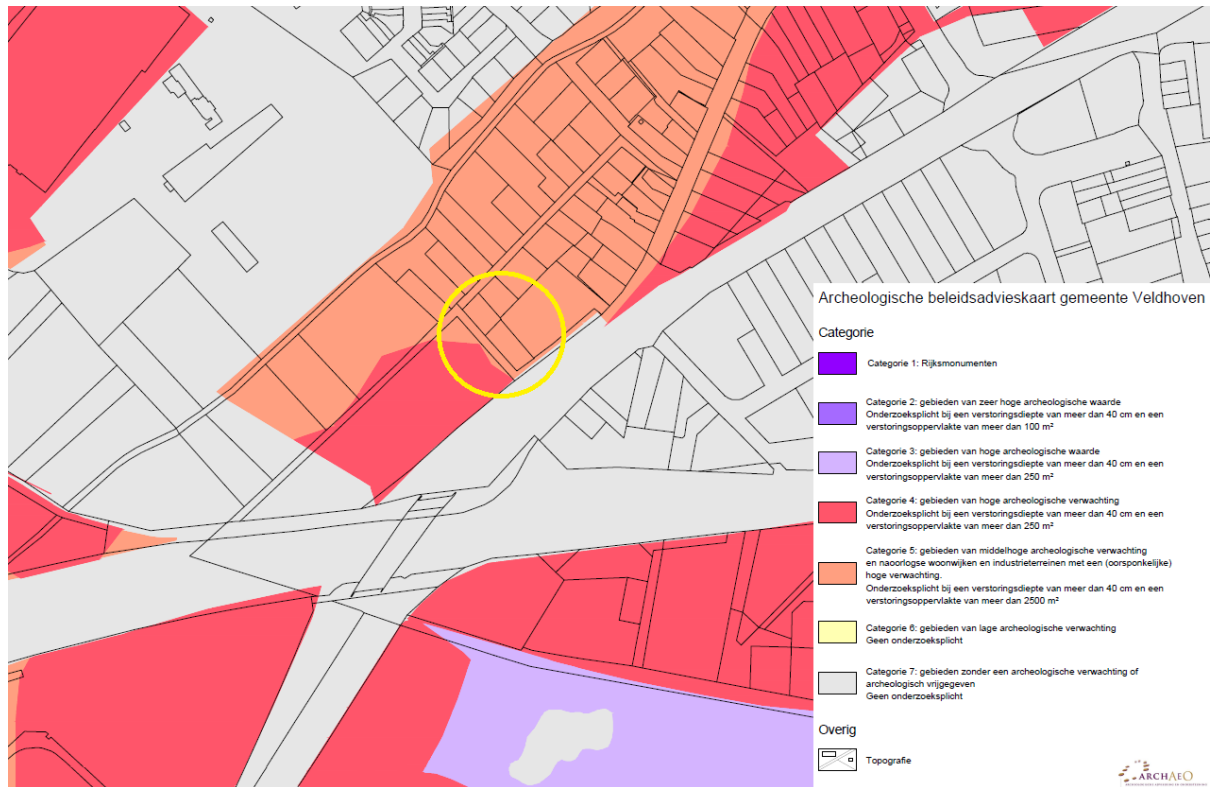 Archeologische beleidsadvieskaart gemeente Veldhoven
Categorie
Categorie 1: Rijksmonumenten
Categorie 2: gebieden van zeer hoge archeologische waarde
Onderzoeksplicht bij een verstoringsdiepte van meer dan 40 cm en een
verstoringsoppervlakte van meer dan 100 m²
Categorie 3: gebieden van hoge archeologische waarde
Onderzoeksplicht bij een verstoringsdiepte van meer dan 40 cm en een
verstoringsoppervlakte van meer dan 250 m²
Categorie 4: gebieden van hoge archeologische verwachting
Onderzoeksplicht bij een verstoringsdiepte van meer dan 40 cm en een
verstoringsoppervlakte van meer dan 250 m²
Categorie 5: gebieden van middelhoge archeologische verwachting
en naoorlogse woonwijken en industrieterreinen met een (oorsponkelijke)
hoge verwachting.
Onderzoeksplicht bij een verstoringsdiepte van meer dan 40 cm en een
verstoringsoppervlakte van meer dan 2500 m²
Categorie 6: gebieden van lage archeologische verwachting
Geen onderzoeksplicht
Categorie 7: gebieden zonder een archeologische verwachting of
archeologisch vrijgegeven
Geen onderzoeksplicht
Overig
Topografie
ARCHAEO